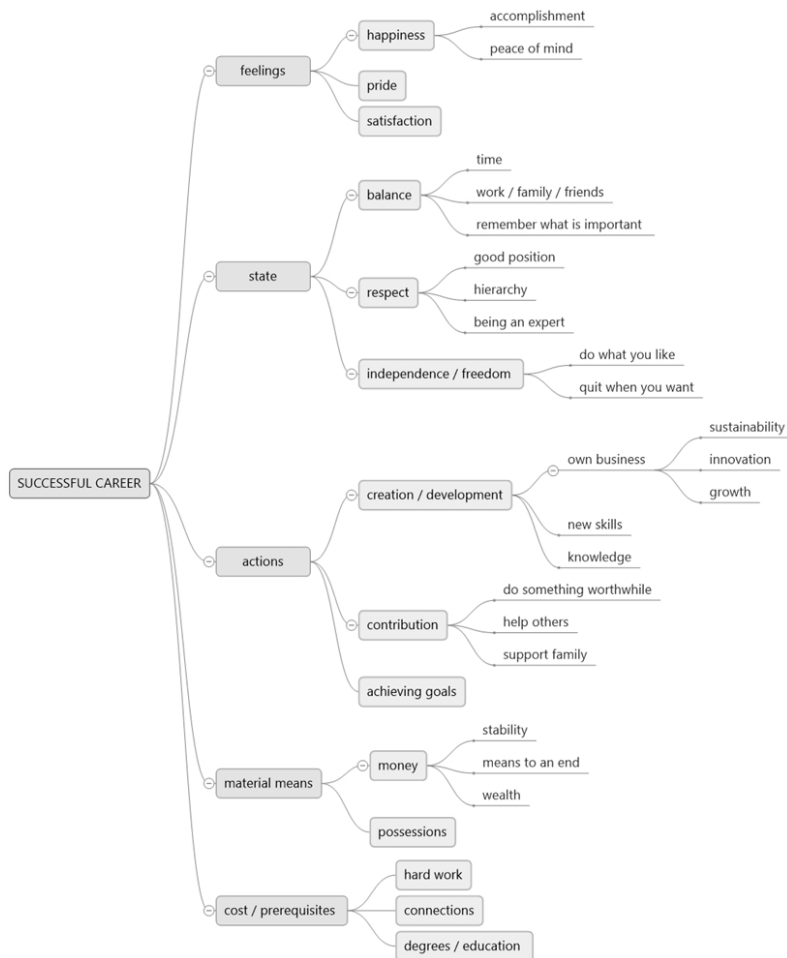 SUCCESSFUL CAREER
feelings
happiness
accomplishment
peace of mind
pride
satisfaction
state
balance
time
work / family / friends
remember what is important
respect
good position
hierarchy
being an expert
independence / freedom
do what you like
quit when you want
actions
creation / development
own business
sustainability
innovation
growth
new skills
knowledge
contribution
do something worthwhile
help others
support family
achieving goals
material means
money
stability
means to an end
wealth
possessions
cost / prerequisites
hard work
connections
degrees / education